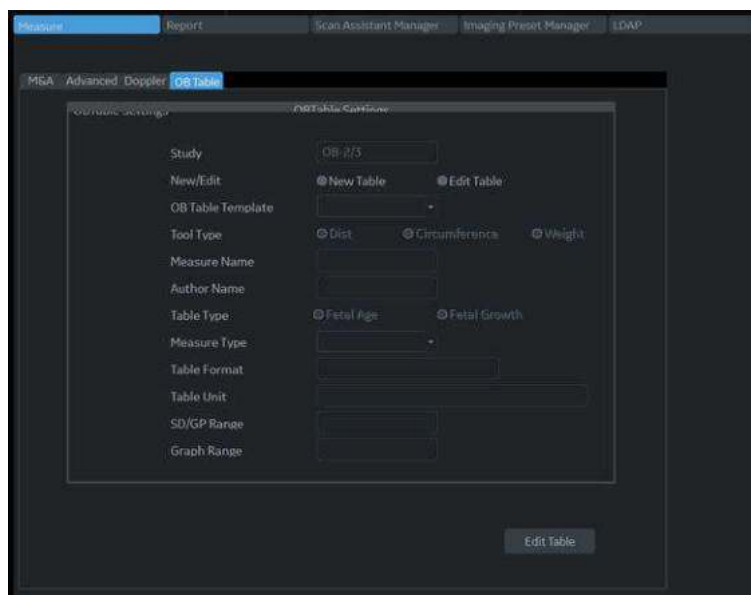 Measure Report Scan Assistant Manager Imaging Preset Manager LDAP
M&A Advanced Doppler OB Table
OBTable Settings OBTable Settings
Study OB-2/3
New/Edit New Table Edit Table
OB Table Template
Tool Type Dist Circumference Weight
Measure Name
Author Name
Table Type Fetal Age Fetal Growth
Measure Type
Table Format
Table Unit
SD/GP Range
Graph Range
Edit Table